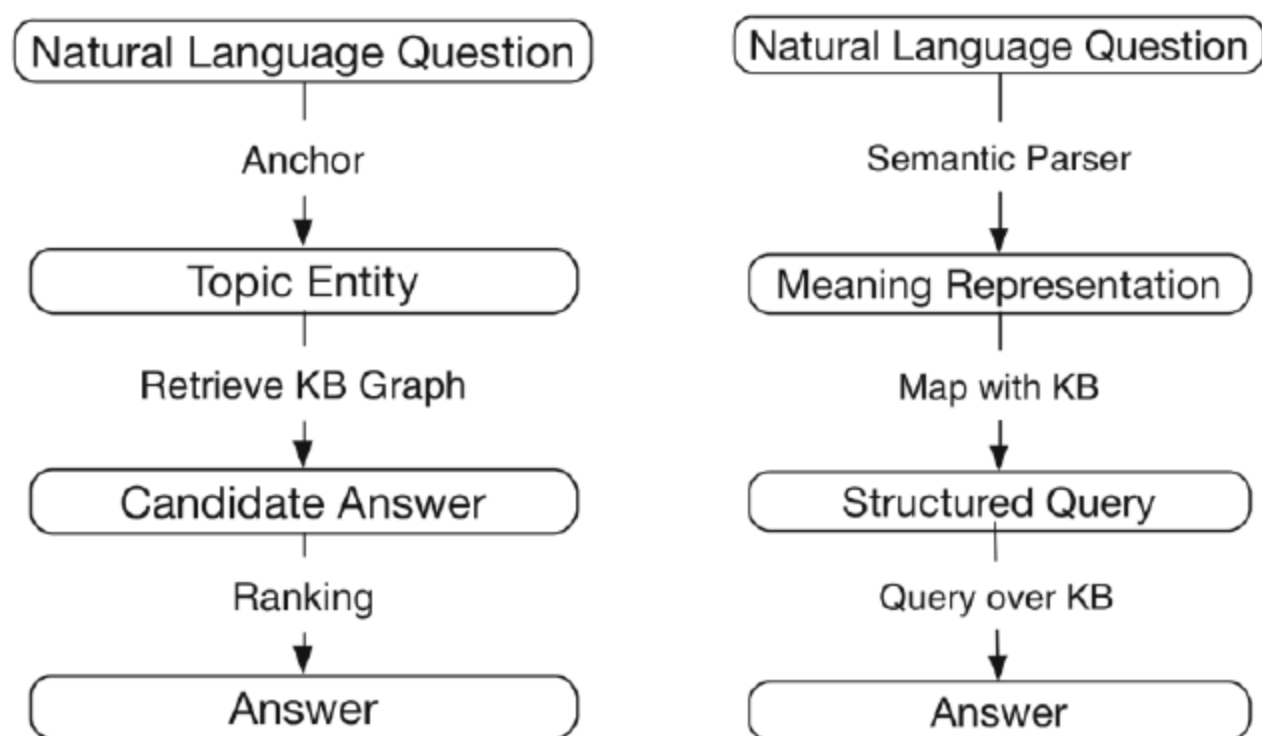 Natural Language Question
Anchor
Topic Entity
Retrieve KB Graph
Candidate Answer
Ranking
Answer
Natural Language Question
Semantic Parser
Meaning Representation
Map with KB
Structured Query
Query over KB
Answer